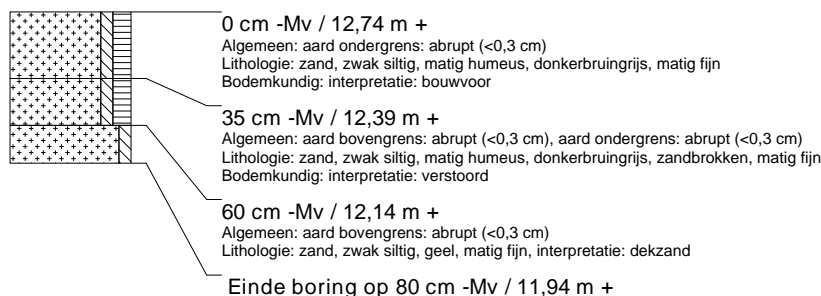 0 cm -Mv / 12,74 m +
Algemeen: aard ondergrens: abrupt (<0,3 cm)
Lithologie: zand, zwak siltig, matig humeus, donkerbruingrijs, matig fijn
Bodemkundig: interpretatie: bouwvoor
35 cm -Mv / 12,39 m +
Algemeen: aard bovengrens: abrupt (<0,3 cm), aard ondergrens: abrupt (<0,3 cm)
Lithologie: zand, zwak siltig, matig humeus, donkerbruingrijs, zandbrokken, matig fijn
Bodemkundig: interpretatie: verstoord
60 cm -Mv / 12,14 m +
Algemeen: aard bovengrens: abrupt (<0,3 cm)
Lithologie: zand, zwak siltig, geel, matig fijn, interpretatie: dekzand
Einde boring op 80 cm -Mv / 11,94 m +